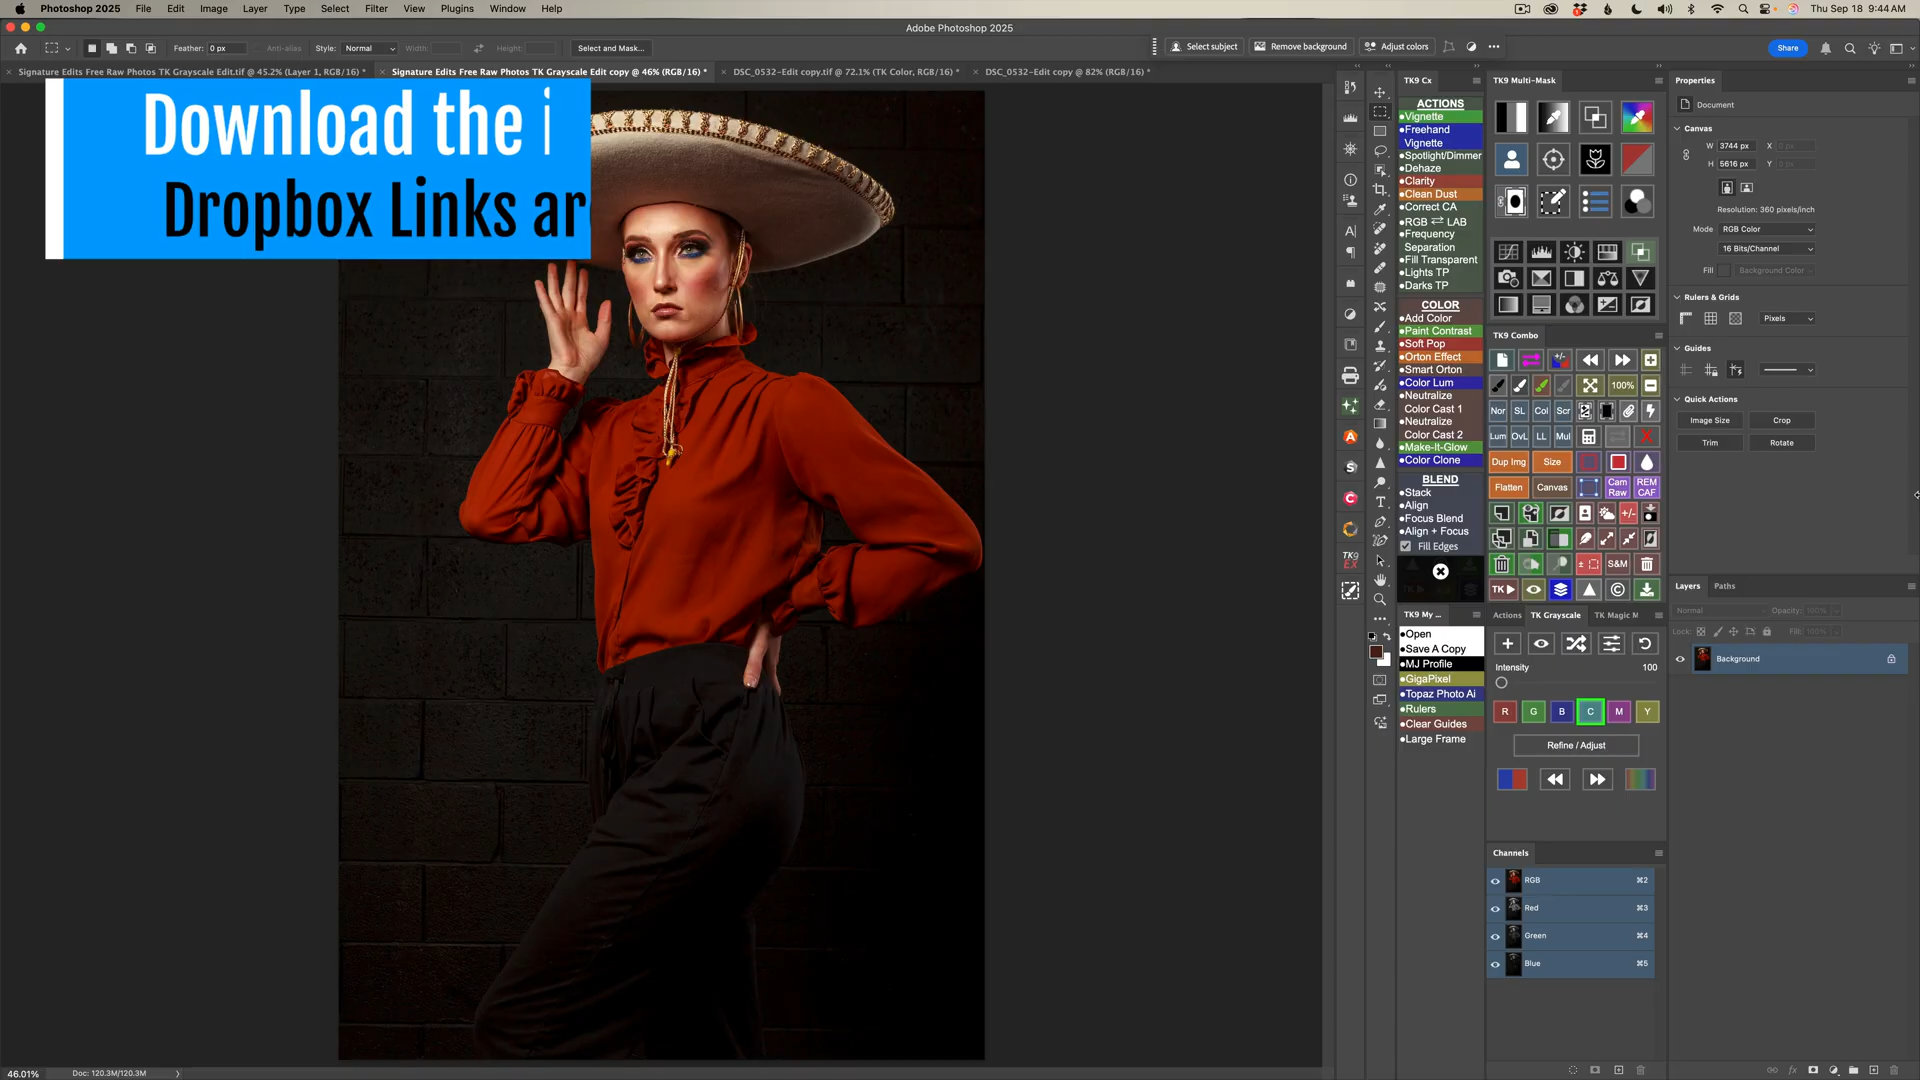 Photoshop 2025 File Edit Image Layer Type Select Filter View Plugins Window Help
Thu Sep 18 9:44 AM
Adobe Photoshop 2025
Feather: 0 px Anti-alias Style: Normal Width: Height: Select and Mask...
Select subject Remove background Adjust colors
Share
Signature Edits Free Raw Photos TK Grayscale Edit.tif @ 45.2% (Layer 1, RGB/16) *
Signature Edits Free Raw Photos TK Grayscale Edit copy @ 46% (RGB/16) *
DSC_0532-Edit copy.tif @ 72.1% (TK Color, RGB/16) *
DSC_0532-Edit copy @ 82% (RGB/16) *
Download the i
Dropbox Links are
TK9 Cx
ACTIONS
Vignette
Freehand
Vignette
Spotlight/Dimmer
Dehaze
Clarity
Clean Dust
Correct CA
RGB ⇄ LAB
Frequency
Separation
Fill Transparent
Lights TP
Darks TP
COLOR
Add Color
Paint Contrast
Soft Pop
Orton Effect
Smart Orton
Color Lum
Neutralize
Color Cast 1
Neutralize
Color Cast 2
Make-It-Glow
Color Clone
BLEND
Stack
Align
Focus Blend
Align + Focus
Fill Edges
TK9 My ...
Open
Save A Copy
MJ Profile
GigaPixel
Topaz Photo Ai
Rulers
Clear Guides
Large Frame
TK9
EX
TK9 Multi-Mask
TK9 Combo
100%
Nor SL Col Scr
Lum OvL LL Mul
Dup Img Size
Flatten Canvas Cam Raw REM CAF
S&M
TK
Actions TK Grayscale TK Magic M
Intensity 100
R G B C M Y
Refine / Adjust
Channels
RGB ⌘2
Red ⌘3
Green ⌘4
Blue ⌘5
Properties
Document
Canvas
W 3744 px X 0 px
H 5616 px Y 0 px
Resolution: 360 pixels/inch
Mode RGB Color
16 Bits/Channel
Fill Background Color
Rulers & Grids
Pixels
Guides
Quick Actions
Image Size Crop
Trim Rotate
Layers Paths
Normal Opacity: 100%
Lock: Fill: 100%
Background
46.01% Doc: 120.3M/120.3M